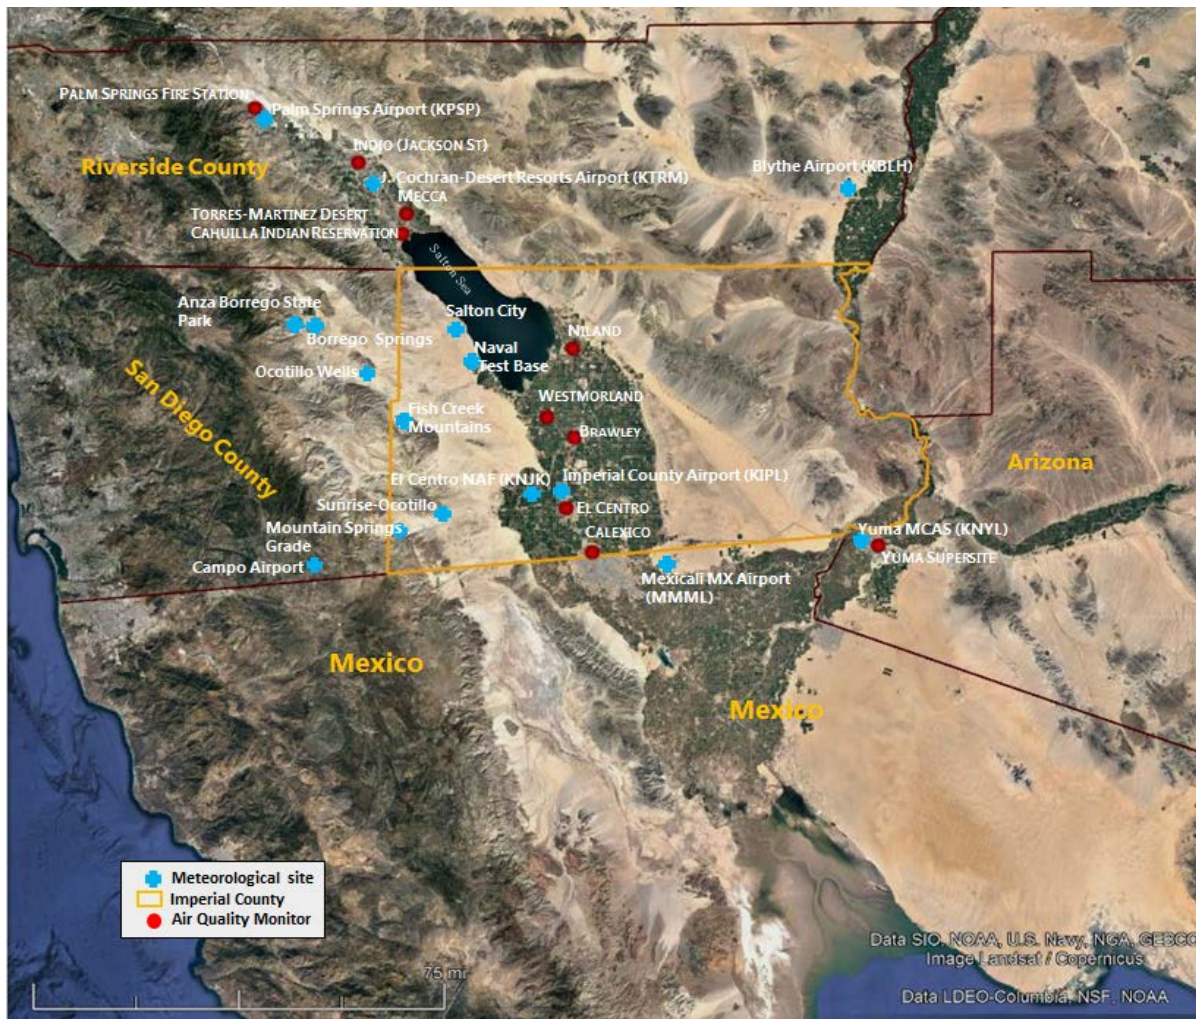 PALM SPRINGS FIRE STATION
Palm Springs Airport (KPSP)
INDIO (JACKSON ST)
Riverside County
Blythe Airport (KBLH)
J. Cochran-Desert Resorts Airport (KTRM)
MECCA
TORRES-MARTINEZ DESERT
CAHUILLA INDIAN RESERVATION
Salton Sea
Anza Borrego State
Park
Salton City
Borrego Springs
NILAND
Naval
Test Base
Ocotillo Wells
San Diego County
WESTMORLAND
Fish Creek
Mountains
BRAWLEY
Arizona
El Centro NAF (KNJK)
Imperial County Airport (KIPL)
Sunrise-Ocotillo
EL CENTRO
Mountain Springs
Grade
CALEXICO
Yuma MCAS (KNYL)
YUMA SUPERSITE
Campo Airport
Mexicali MX Airport
(MMML)
Mexico
Mexico
Meteorological site
Imperial County
Air Quality Monitor
Data SIO, NOAA, U.S. Navy, NGA, GEBCO
Image Landsat / Copernicus
75 mi
Data LDEO-Columbia, NSF, NOAA